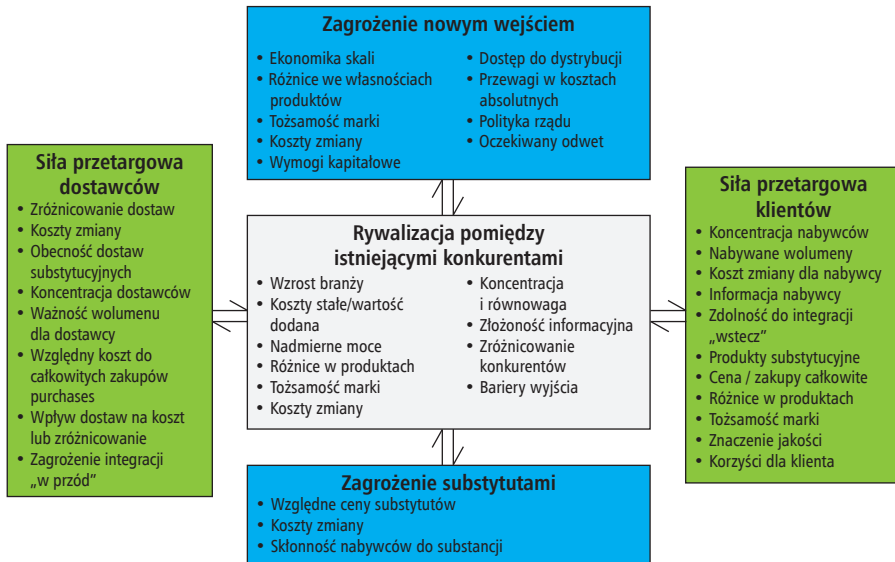 Zagrożenie nowym wejściem
• Ekonomika skali
• Różnice we własnościach
produktów
• Tożsamość marki
• Koszty zmiany
• Wymogi kapitałowe
• Dostęp do dystrybucji
• Przewagi w kosztach
absolutnych
• Polityka rządu
• Oczekiwany odwet
Siła przetargowa
dostawców
• Zróżnicowanie dostaw
• Koszty zmiany
• Obecność dostaw
substytucyjnych
• Koncentracja dostawców
• Ważność wolumenu
dla dostawcy
• Względny koszt do
całkowitych zakupów
purchases
• Wpływ dostaw na koszt
lub zróżnicowanie
• Zagrożenie integracji
„w przód”
Rywalizacja pomiędzy
istniejącymi konkurentami
• Wzrost branży
• Koszty stałe/wartość
dodana
• Nadmierne moce
• Różnice w produktach
• Tożsamość marki
• Koszty zmiany
• Koncentracja
i równowaga
• Złożoność informacyjna
• Zróżnicowanie
konkurentów
• Bariery wyjścia
Siła przetargowa
klientów
• Koncentracja nabywców
• Nabywane wolumeny
• Koszt zmiany dla nabywcy
• Informacja nabywcy
• Zdolność do integracji
„wstecz”
• Produkty substytucyjne
• Cena / zakupy całkowite
• Różnice w produktach
• Tożsamość marki
• Znaczenie jakości
• Korzyści dla klienta
Zagrożenie substytutami
• Względne ceny substytutów
• Koszty zmiany
• Skłonność nabywców do substancji